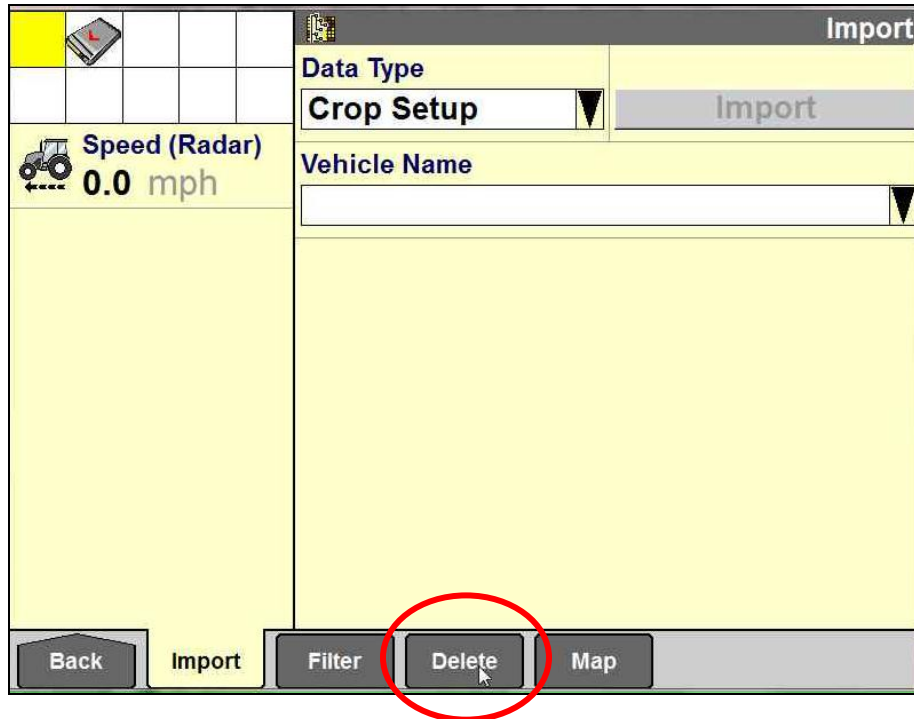 Import
Data Type
Crop Setup
Import
Speed (Radar)
0.0 mph
Vehicle Name
Back
Import
Filter
Delete
Map